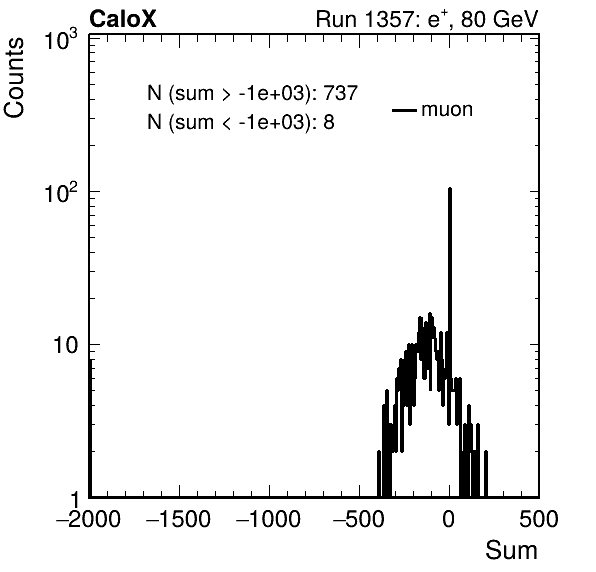 CaloX Run 1357: e⁺, 80 GeV
Counts
N (sum > -1e+03): 737
N (sum < -1e+03): 8
muon
10³
10²
10
1
−2000 −1500 −1000 −500 0 500
Sum